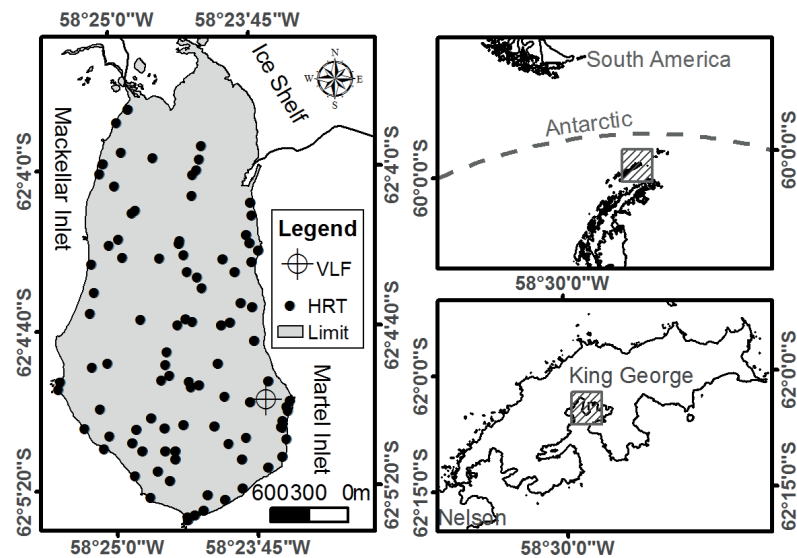 58°25'0"W
58°23'45"W
Ice Shelf
N
W
E
S
Mackellar Inlet
62°4'0"S
62°4'0"S
Legend
VLF
HRT
Limit
62°4'40"S
62°4'40"S
Martel Inlet
62°5'20"S
62°5'20"S
600300 0m
58°25'0"W
58°23'45"W
South America
Antarctic
60°0'0"S
60°0'0"S
58°30'0"W
King George
62°0'0"S
62°0'0"S
62°15'0"S
62°15'0"S
Nelson
58°30'0"W